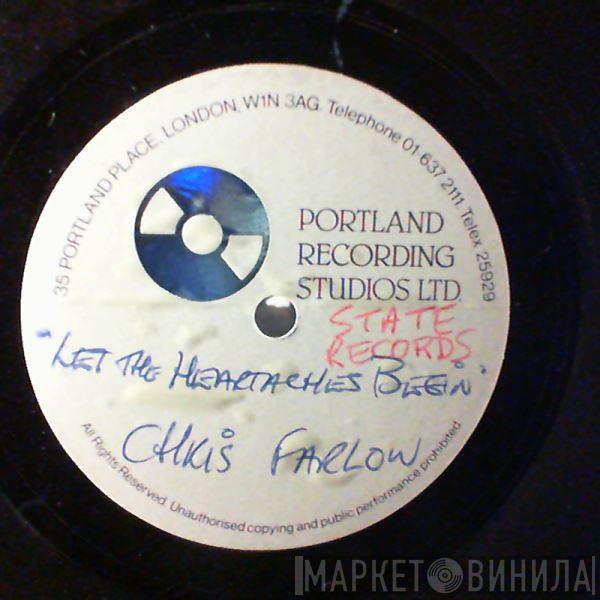 35 PORTLAND PLACE. LONDON. W1N 3AG. Telephone 01 637 2111. Telex 25929
PORTLAND
RECORDING
STUDIOS LTD.
STATE
RECORDS
"LET THE HEARTACHES BEGIN"
CHRIS FARLOW
All Rights Reserved. Unauthorised copying and public performance prohibited.
МАРКЕТ ВИНИЛА